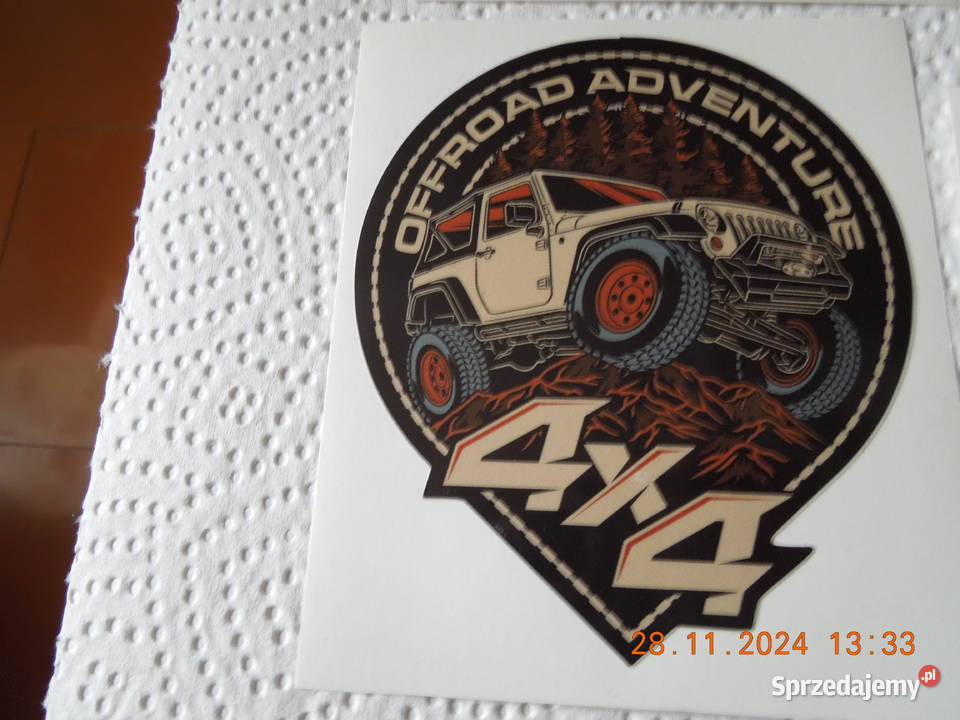 OFFROAD ADVENTURE
4x4
28.11.2024 13:33
Sprzedajemy.pl